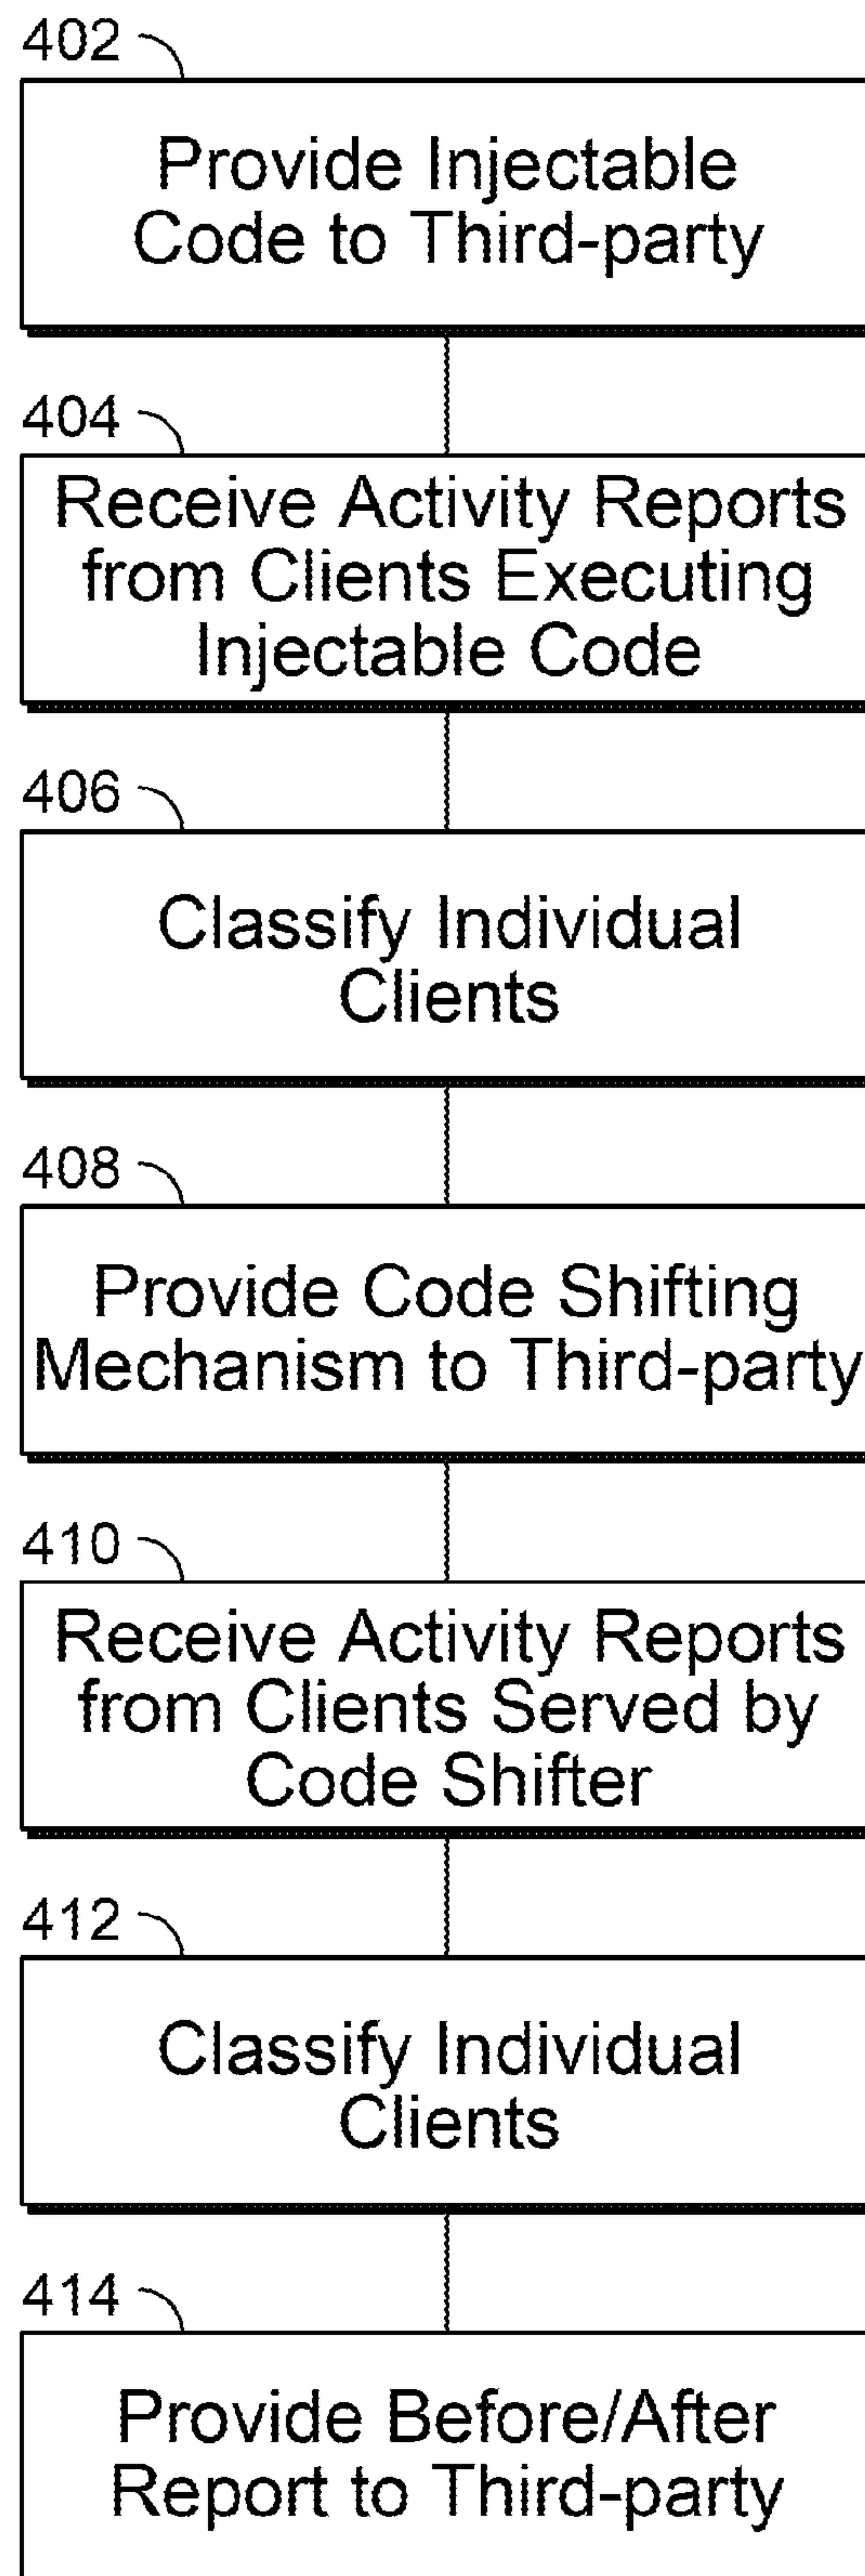 402
Provide Injectable
Code to Third-party
404
Receive Activity Reports
from Clients Executing
Injectable Code
406
Classify Individual
Clients
408
Provide Code Shifting
Mechanism to Third-party
410
Receive Activity Reports
from Clients Served by
Code Shifter
412
Classify Individual
Clients
414
Provide Before/After
Report to Third-party